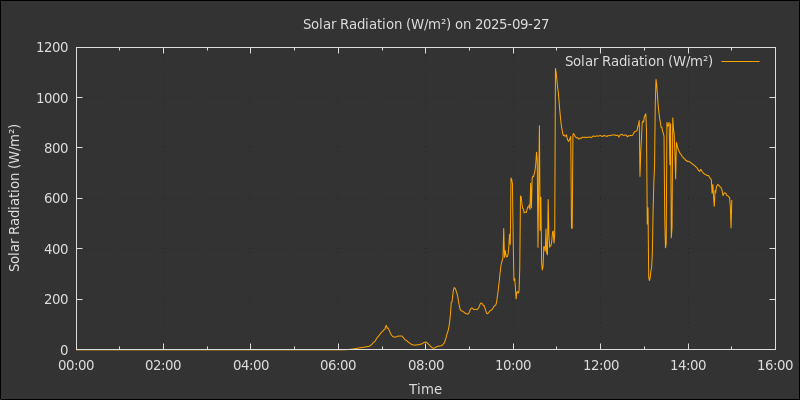 Solar Radiation (W/m²) on 2025-09-27
Solar Radiation (W/m²)
Solar Radiation (W/m²)
1200
1000
800
600
400
200
0
00:00 02:00 04:00 06:00 08:00 10:00 12:00 14:00 16:00
Time